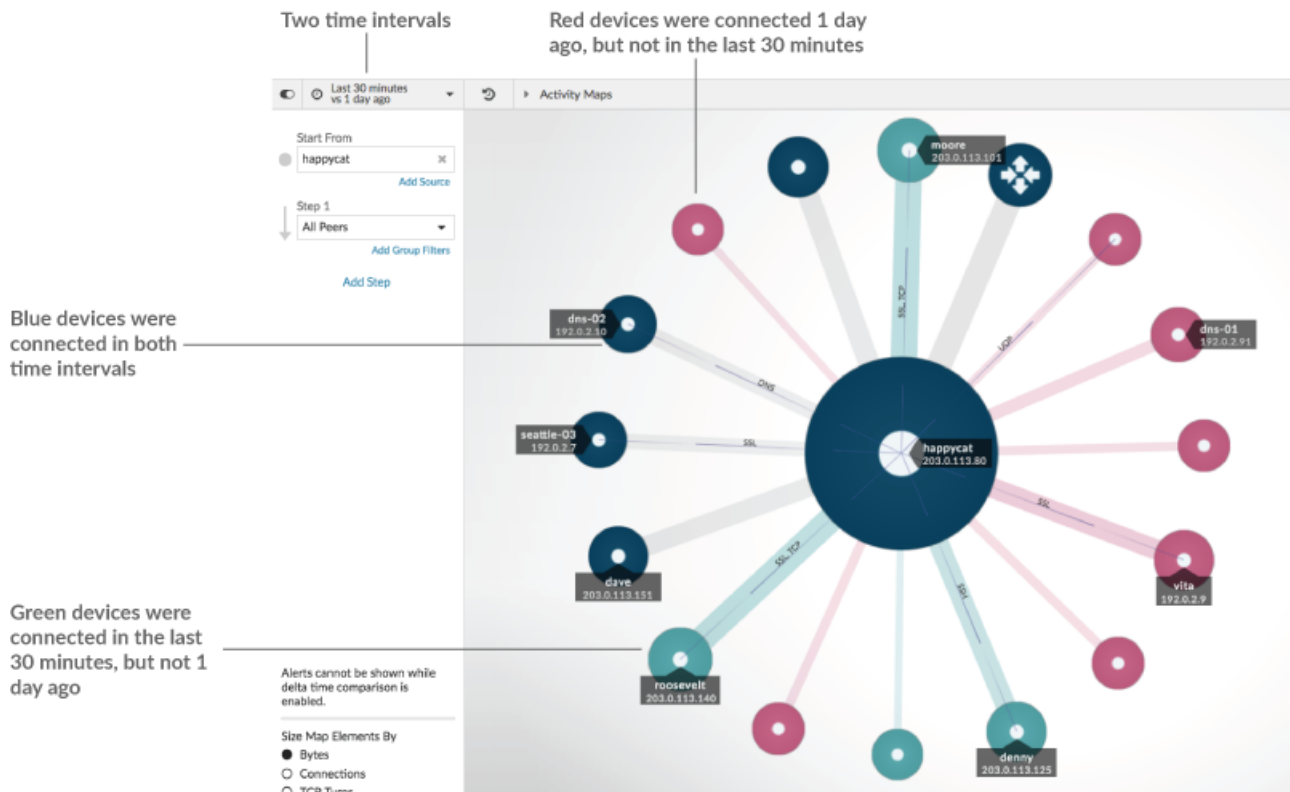 Two time intervals
Red devices were connected 1 day
ago, but not in the last 30 minutes
Last 30 minutes
vs 1 day ago
Activity Maps
Start From
happycat
Add Source
Step 1
All Peers
Add Group Filters
Add Step
Blue devices were
connected in both
time intervals
Green devices were
connected in the last
30 minutes, but not 1
day ago
moore
203.0.113.101
SSL, TCP
UDP
dns-01
192.0.2.91
dns-02
192.0.2.10
DNS
seattle-03
192.0.2.7
SSL
happycat
203.0.113.80
SSL
vita
192.0.2.9
dave
203.0.113.151
SSL, TCP
SSH
roosevelt
203.0.113.140
denny
203.0.113.125
Alerts cannot be shown while
delta time comparison is
enabled.
Size Map Elements By
Bytes
Connections
TCP Turns